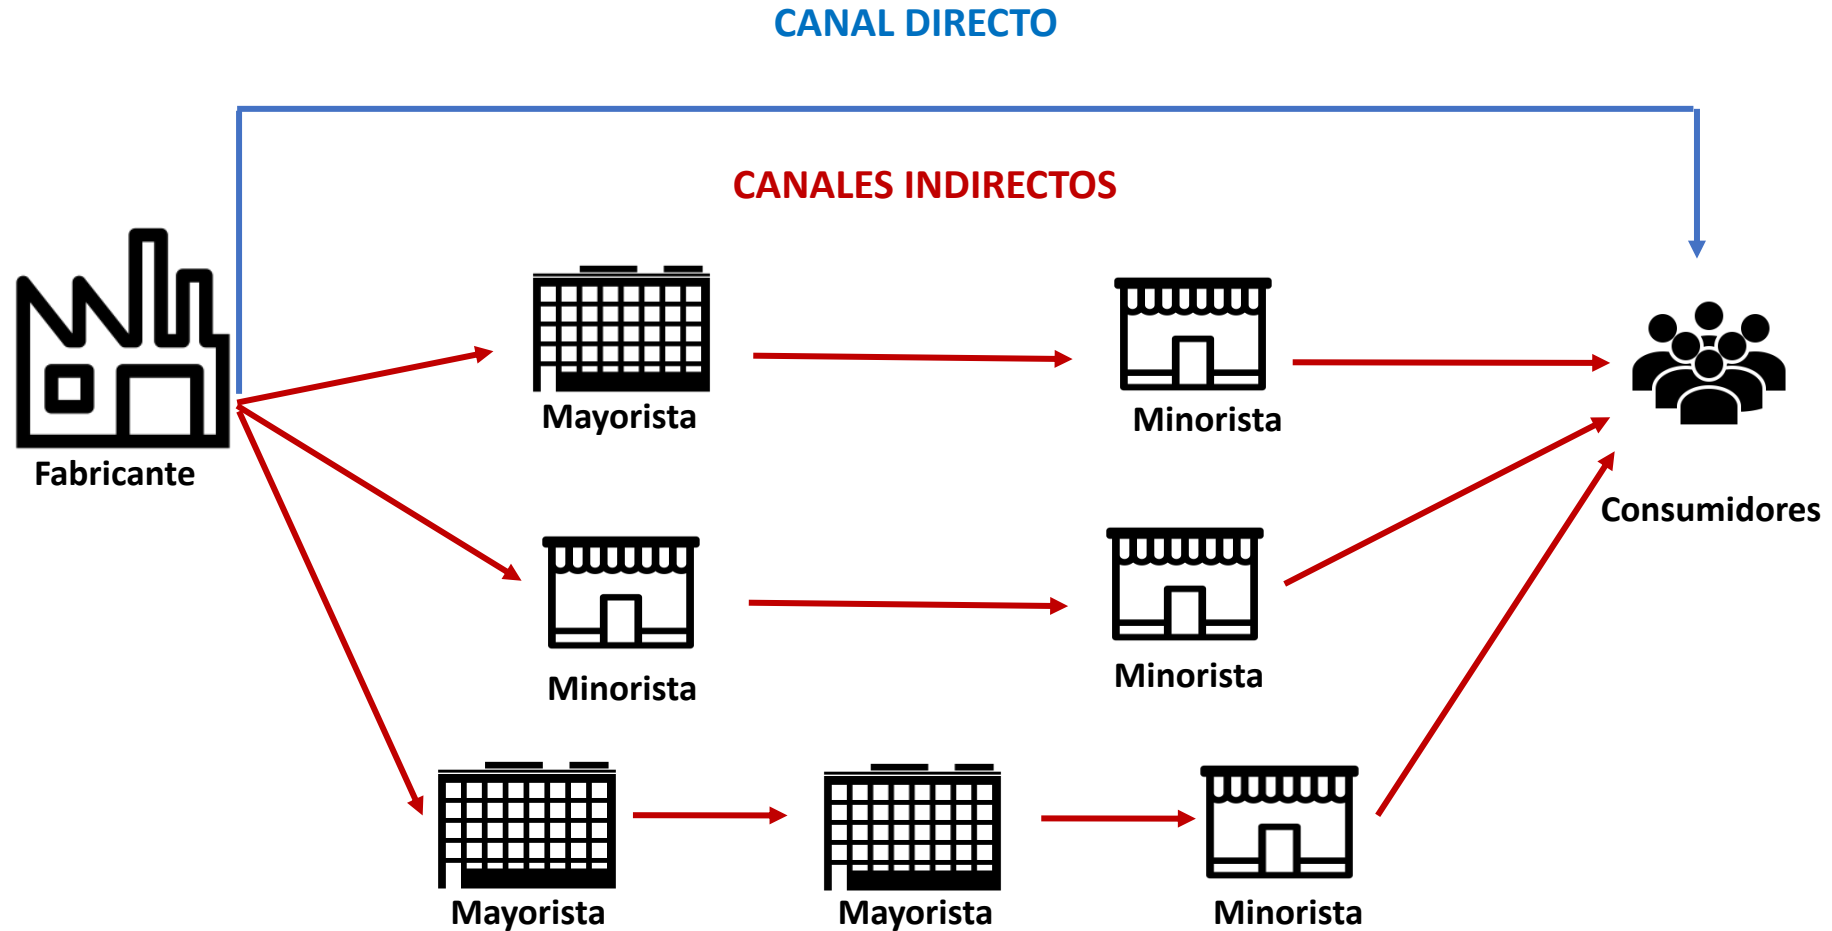 CANAL DIRECTO
CANALES INDIRECTOS
Fabricante
Mayorista
Minorista
Consumidores
Minorista
Minorista
Mayorista
Mayorista
Minorista